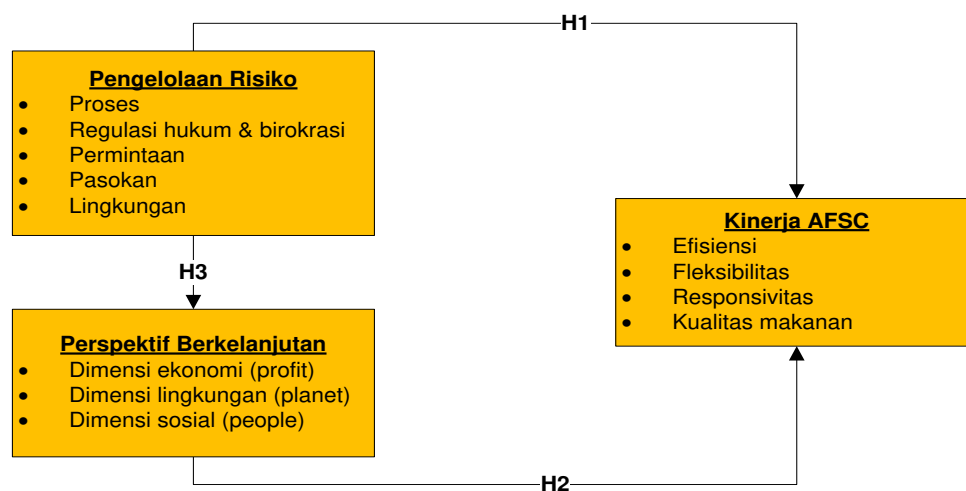 H1
Pengelolaan Risiko
• Proses
• Regulasi hukum & birokrasi
• Permintaan
• Pasokan
• Lingkungan
Kinerja AFSC
• Efisiensi
• Fleksibilitas
• Responsivitas
• Kualitas makanan
H3
Perspektif Berkelanjutan
• Dimensi ekonomi (profit)
• Dimensi lingkungan (planet)
• Dimensi sosial (people)
H2